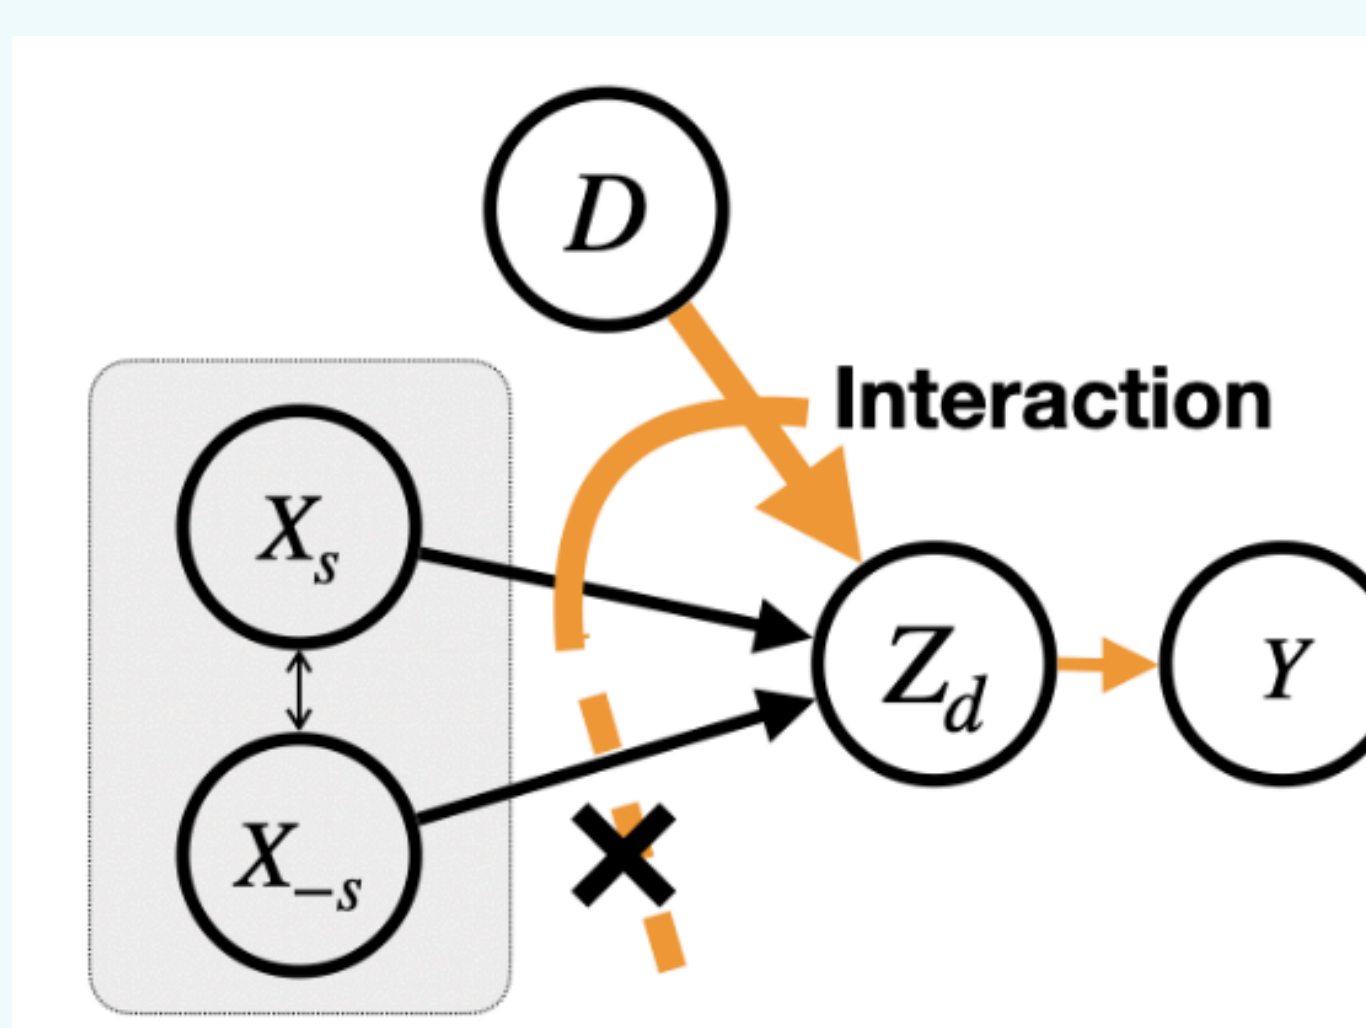 D
Interaction
X_s
Z_d
Y
X_{-s}